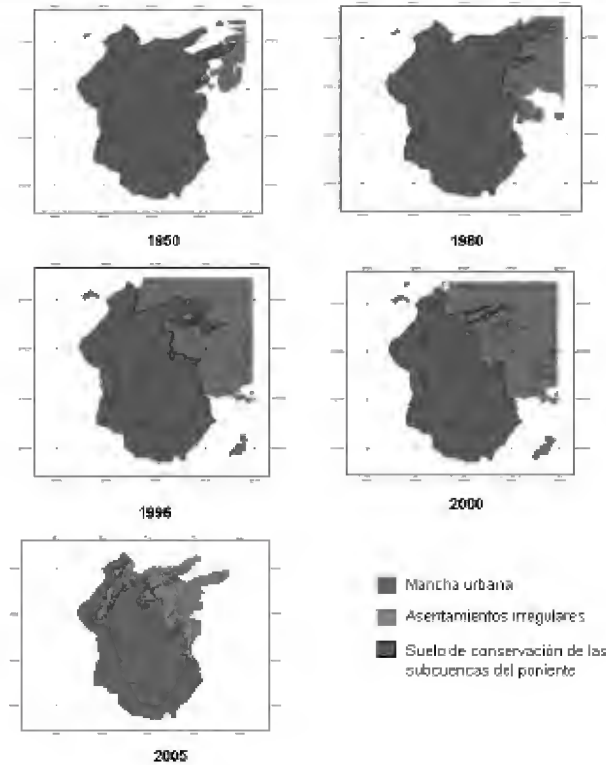 1950
1980
1996
2000
2005
Mancha urbana
Asentamientos irregulares
Suelo de conservación de las
subcuencas del poniente